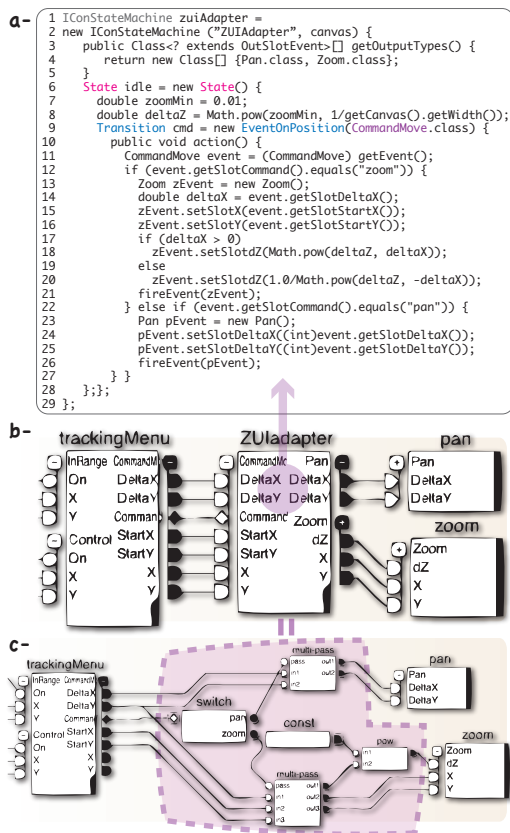 a-
1 IConStateMachine zuiAdapter =
2 new IConStateMachine ("ZUIAdapter", canvas) {
3 public Class<? extends OutSlotEvent>[] getOutputTypes() {
4 return new Class[] {Pan.class, Zoom.class};
5 }
6 State idle = new State() {
7 double zoomMin = 0.01;
8 double deltaZ = Math.pow(zoomMin, 1/getCanvas().getWidth());
9 Transition cmd = new EventOnPosition(CommandMove.class) {
10 public void action() {
11 CommandMove event = (CommandMove) getEvent();
12 if (event.getSlotCommand().equals("zoom")) {
13 Zoom zEvent = new Zoom();
14 double deltaX = event.getSlotDeltaX();
15 zEvent.setSlotX(event.getSlotStartX());
16 zEvent.setSlotY(event.getSlotStartY());
17 if (deltaX > 0)
18 zEvent.setSlotdZ(Math.pow(deltaZ, deltaX));
19 else
20 zEvent.setSlotdZ(1.0/Math.pow(deltaZ, -deltaX));
21 fireEvent(zEvent);
22 } else if (event.getSlotCommand().equals("pan")) {
23 Pan pEvent = new Pan();
24 pEvent.setSlotDeltaX((int)event.getSlotDeltaX());
25 pEvent.setSlotDeltaY((int)event.getSlotDeltaY());
26 fireEvent(pEvent);
27 } }
28 };};
29 };
b-
trackingMenu
InRange CommandMo
On DeltaX
X DeltaY
Y Command
Control StartX
On StartY
X X
Y Y
ZUIadapter
CommandMo Pan
DeltaX DeltaX
DeltaY DeltaY
Command Zoom
StartX dZ
StartY X
X Y
Y
pan
Pan
DeltaX
DeltaY
zoom
Zoom
dZ
X
Y
c-
trackingMenu
InRange CommandMo
On DeltaX
X DeltaY
Y Command
Control StartX
On StartY
X X
Y Y
switch
pan
zoom
multi-pass
pass out1
in1 out2
in2
const
pow
in1
in2
multi-pass
pass out1
in1 out2
in2 out3
in3
pan
Pan
DeltaX
DeltaY
zoom
Zoom
dZ
X
Y